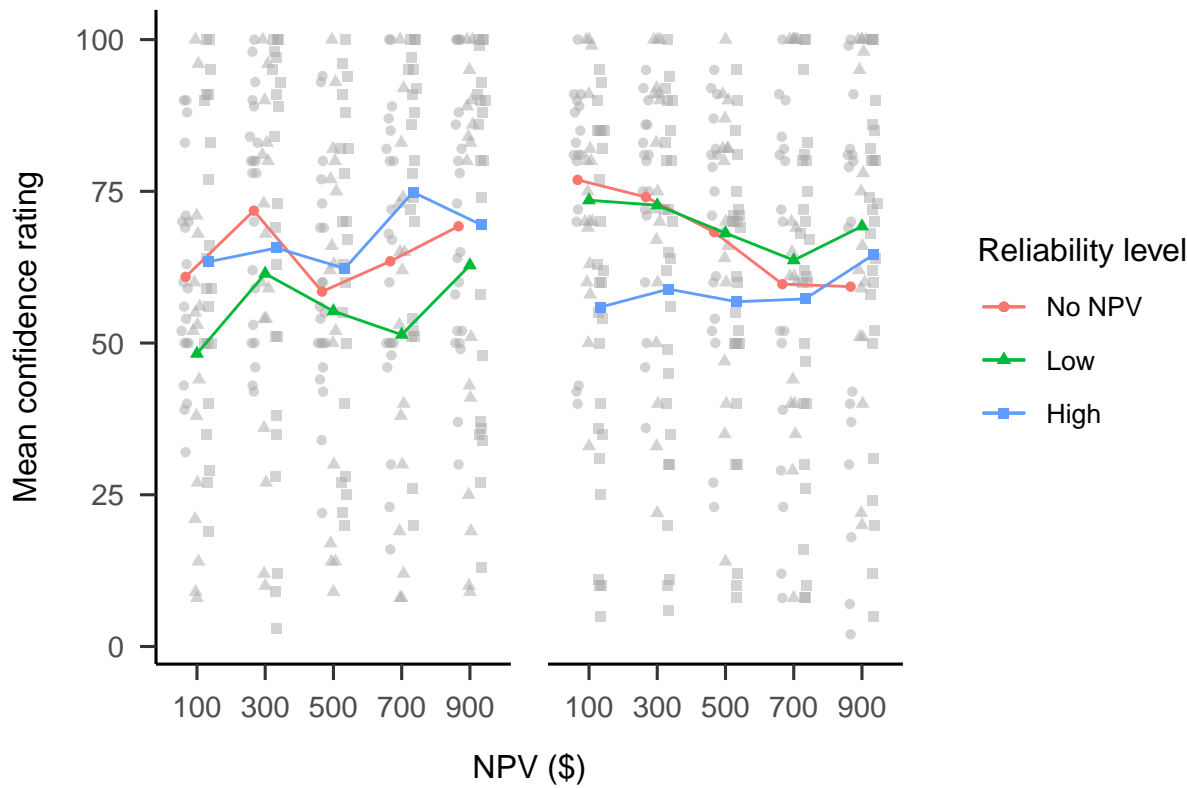 Mean confidence rating
100
75
50
25
0
100 300 500 700 900
100 300 500 700 900
NPV ($)
Reliability level
No NPV
Low
High